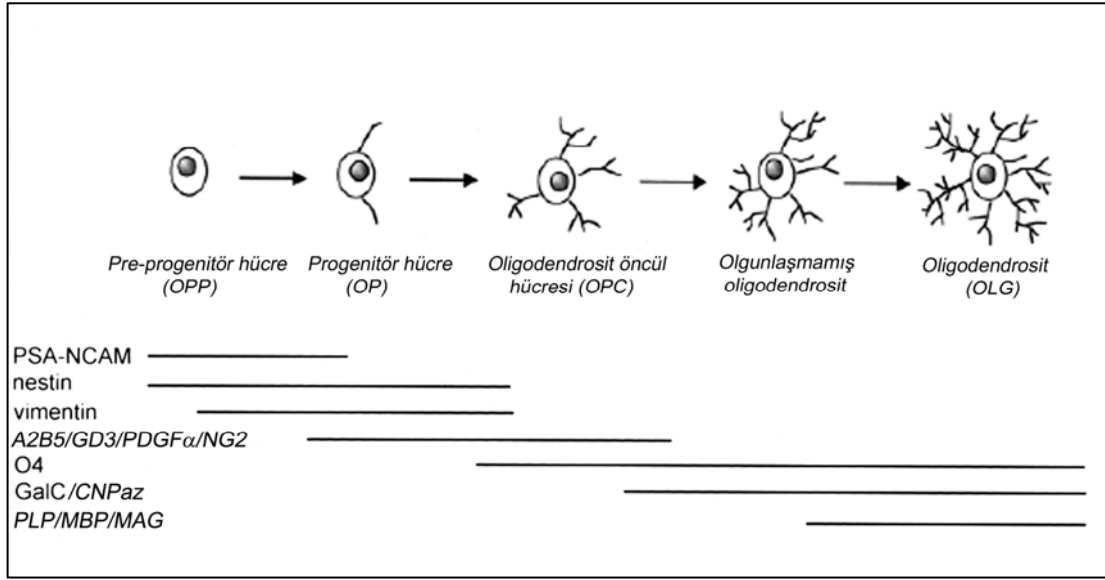 Pre-progenitör hücre
(OPP)
Progenitör hücre
(OP)
Oligodendrosit öncül
hücresi (OPC)
Olgunlaşmamış
oligodendrosit
Oligodendrosit
(OLG)
PSA-NCAM
nestin
vimentin
A2B5/GD3/PDGFα/NG2
O4
GalC/CNPaz
PLP/MBP/MAG